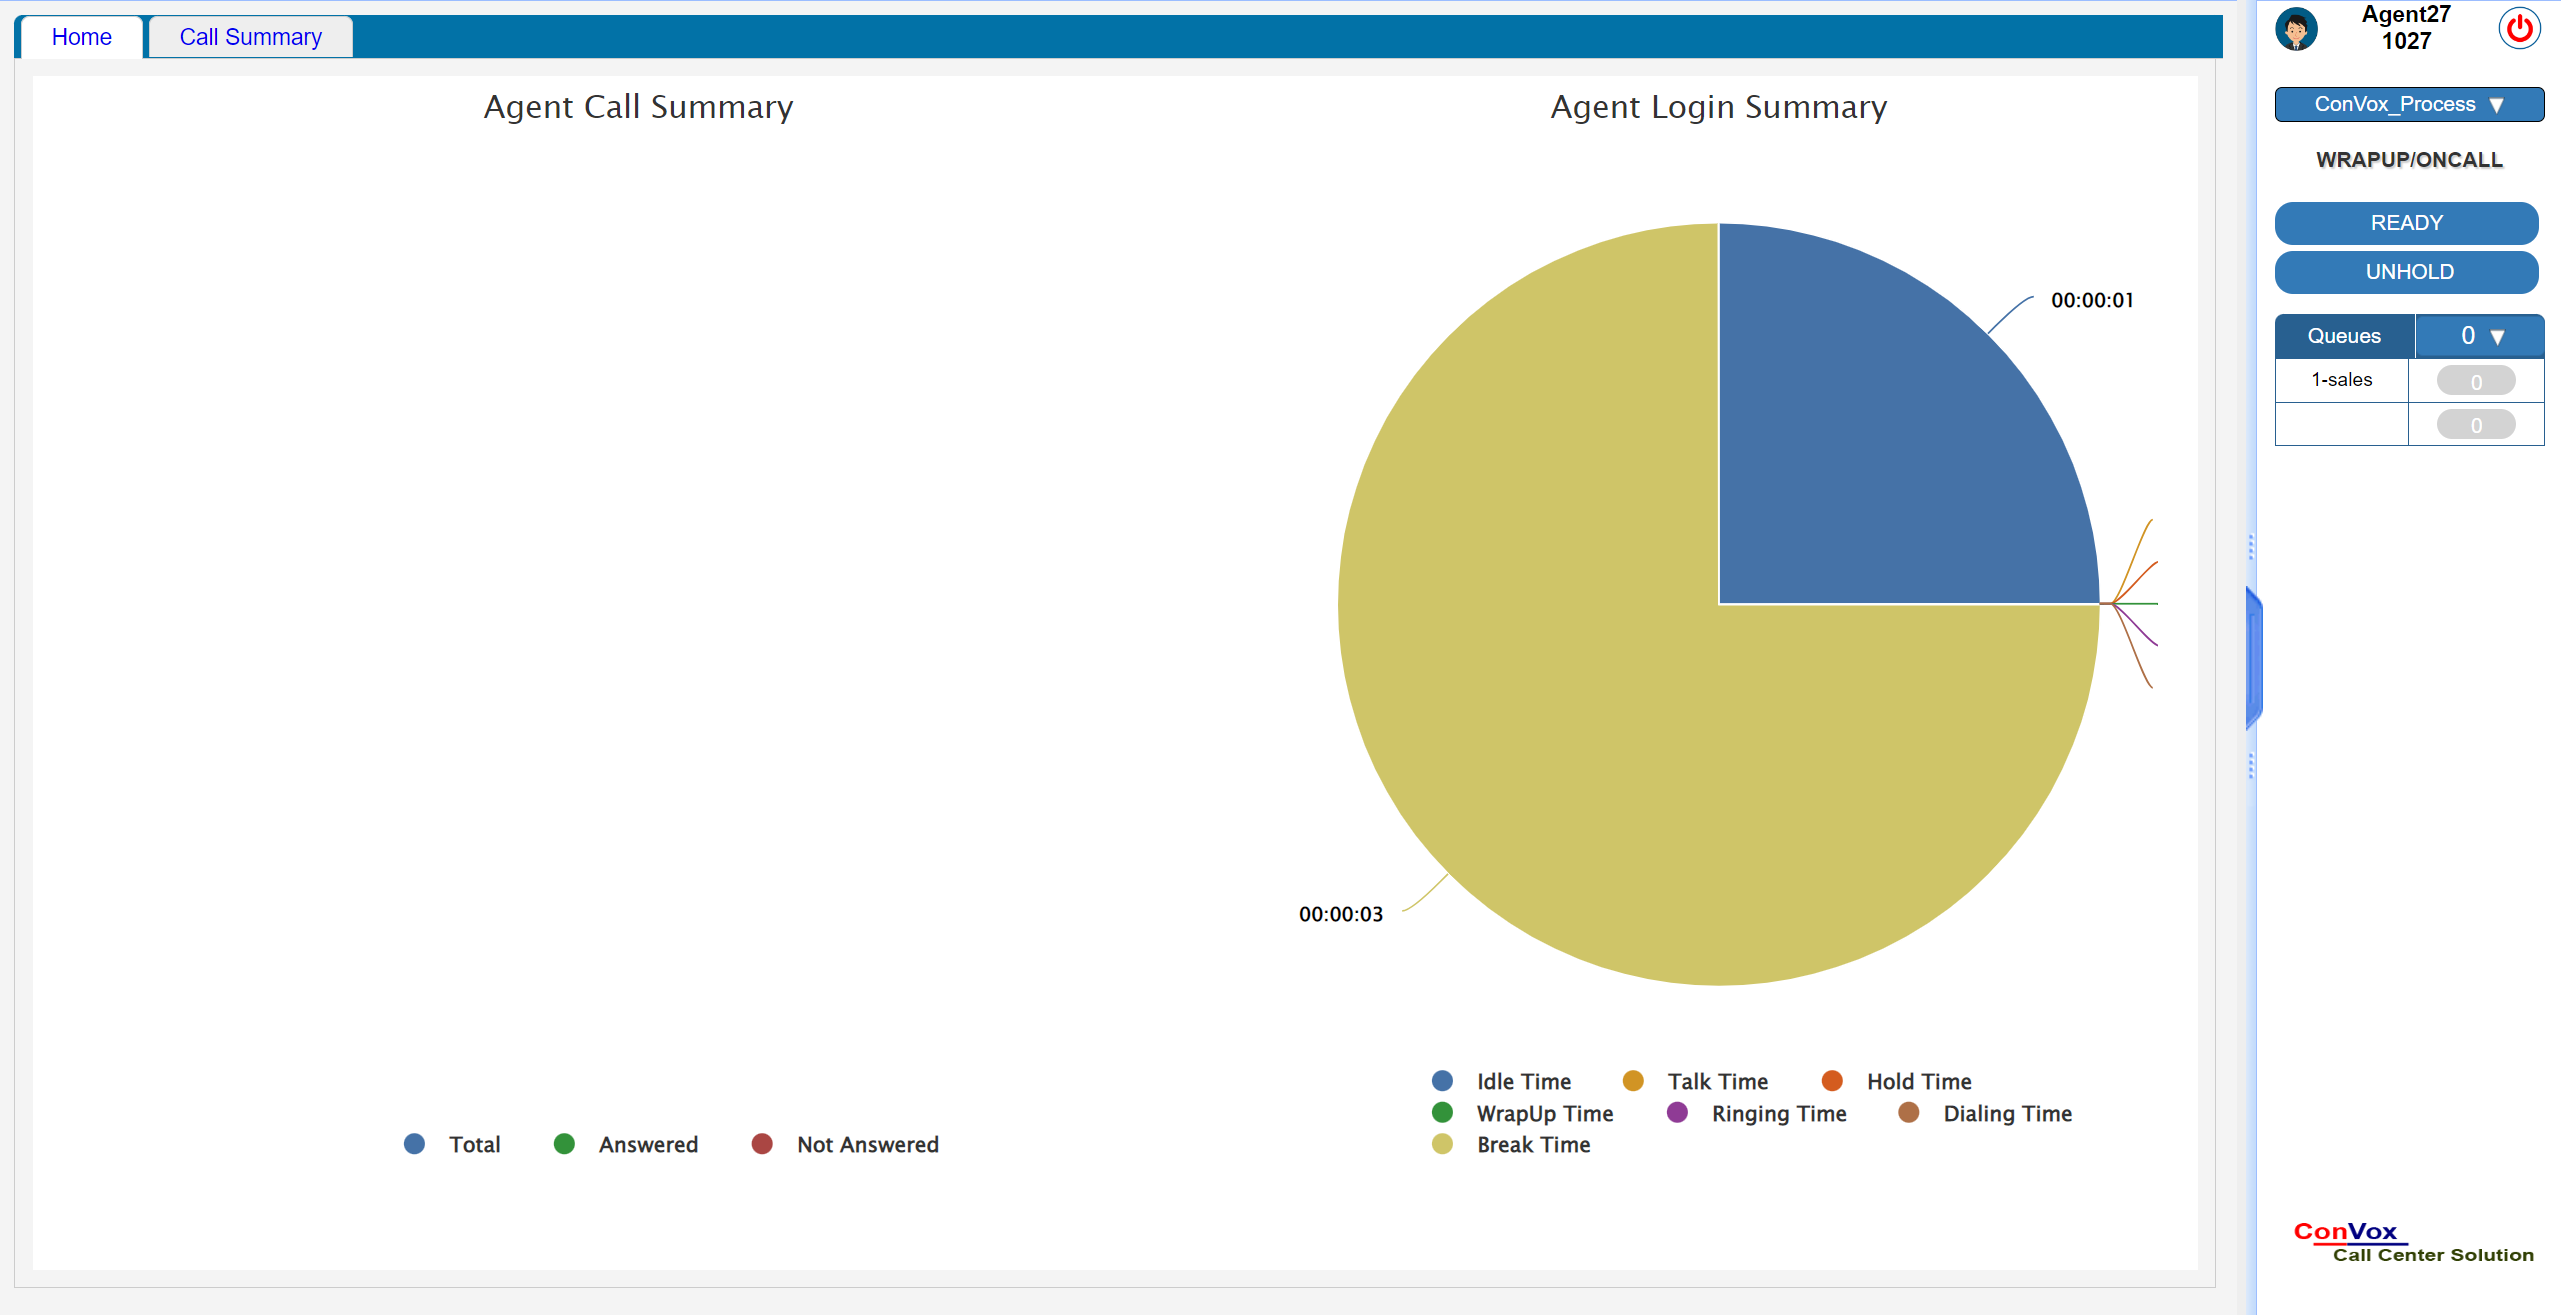 Home
Call Summary
Agent Call Summary
Total
Answered
Not Answered
Agent Login Summary
00:00:01
00:00:03
Idle Time
Talk Time
Hold Time
WrapUp Time
Ringing Time
Dialing Time
Break Time
Agent27
1027
ConVox_Process ▼
WRAPUP/ONCALL
READY
UNHOLD
Queues 0 ▼
1-sales 0
0
ConVox
Call Center Solution